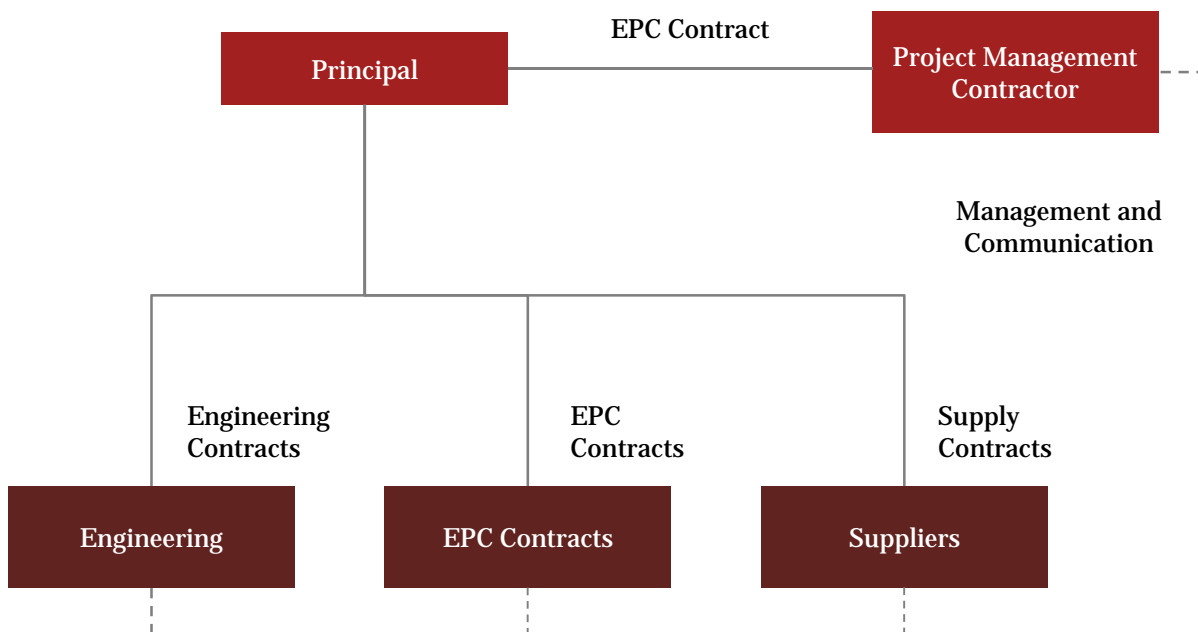 EPC Contract
Principal
Project Management
Contractor
Management and
Communication
Engineering
Contracts
EPC
Contracts
Supply
Contracts
Engineering
EPC Contracts
Suppliers